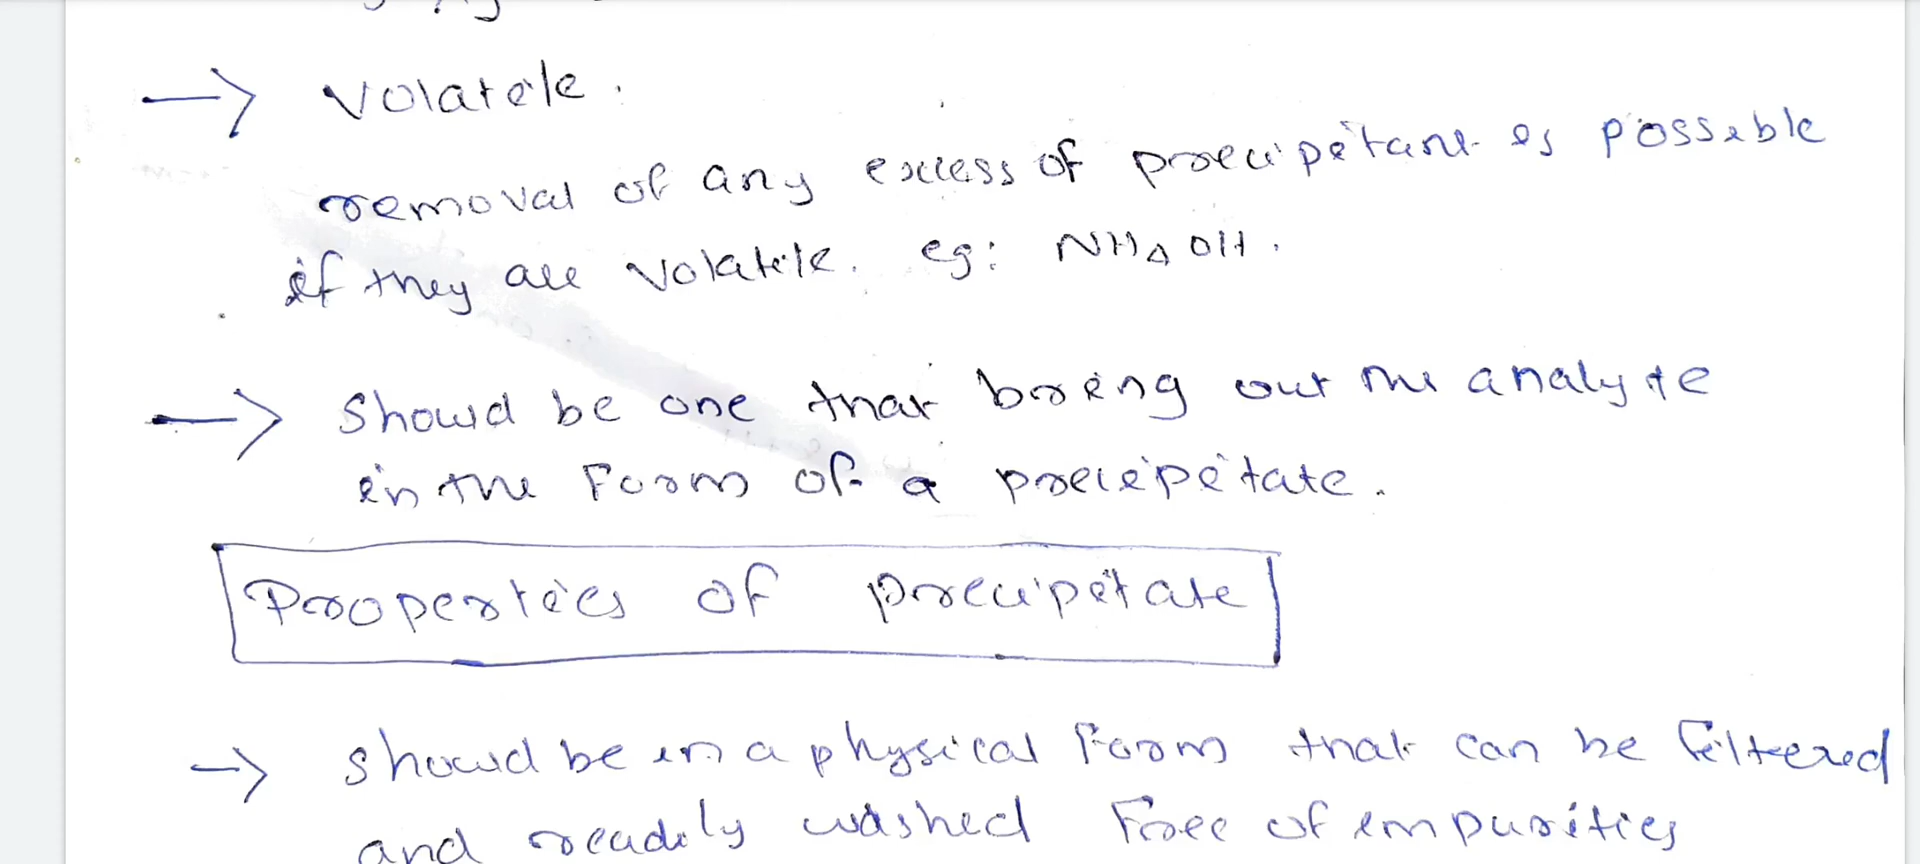 → Volatile.
removal of any excess of precipitant is possible
if they are volatile. eg: NH4OH.
→ Should be one that bring out the analyte
in the form of a precipitate.
Properties of precipitate
→ should be in a physical form that can be filtered
and readily washed free of impurities